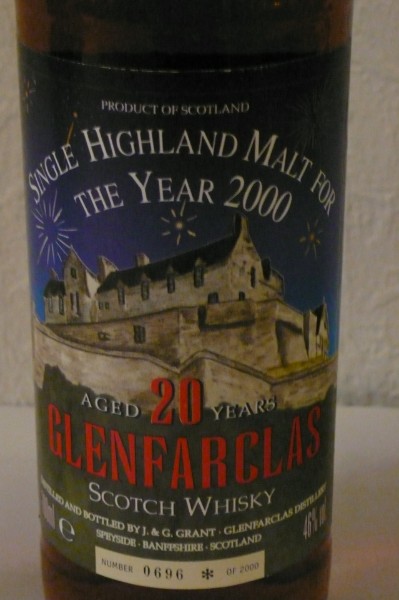 PRODUCT OF SCOTLAND
SINGLE HIGHLAND MALT FOR
THE YEAR 2000
AGED 20 YEARS
GLENFARCLAS
SCOTCH WHISKY
AND BOTTLED BY J. & G. GRANT · GLENFARCLAS DISTILLERY
℮ 46% vol
SPEYSIDE · BANFFSHIRE · SCOTLAND
NUMBER 0696 * OF 2000